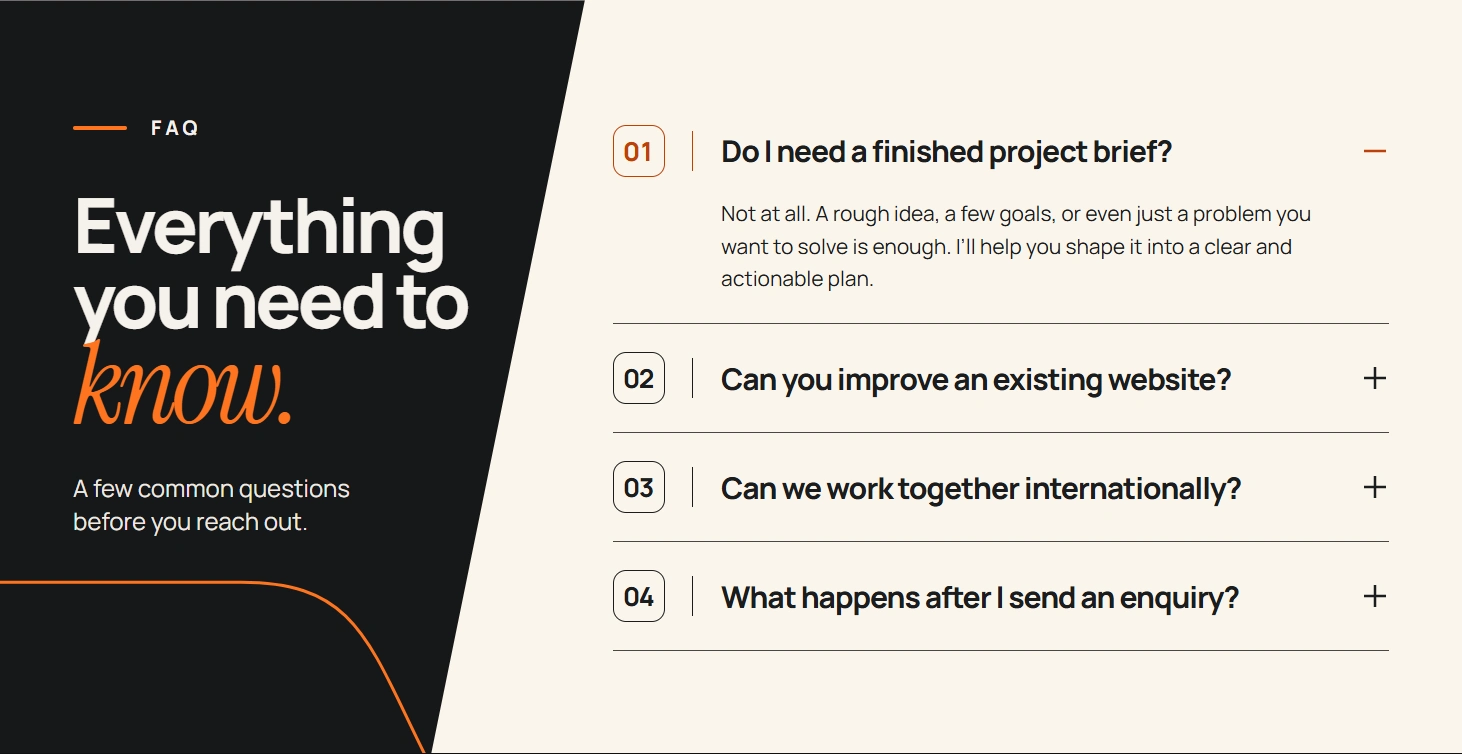 FAQ
Everything
you need to
know.
A few common questions
before you reach out.
01
Do I need a finished project brief?
Not at all. A rough idea, a few goals, or even just a problem you
want to solve is enough. I’ll help you shape it into a clear and
actionable plan.
02
Can you improve an existing website?
03
Can we work together internationally?
04
What happens after I send an enquiry?